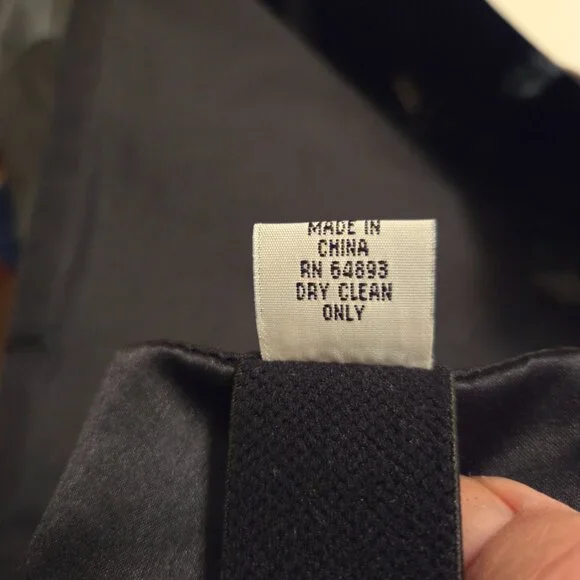 MADE IN
CHINA
RN 64893
DRY CLEAN
ONLY